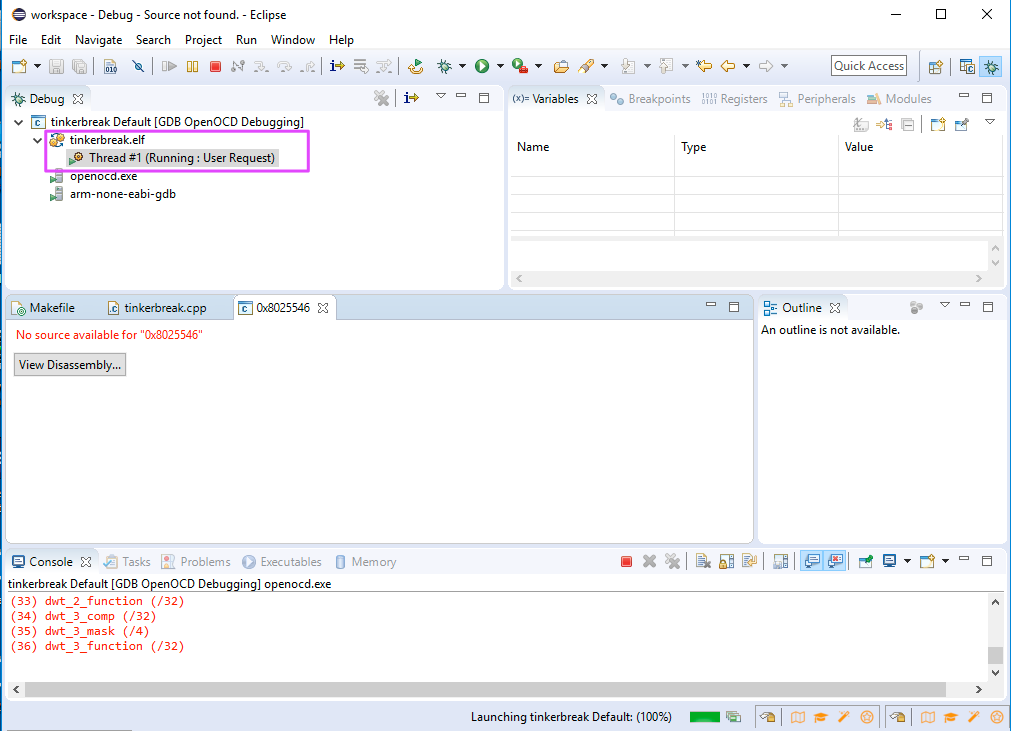 workspace - Debug - Source not found. - Eclipse
File Edit Navigate Search Project Run Window Help
010
Quick Access
Debug
tinkerbreak Default [GDB OpenOCD Debugging]
tinkerbreak.elf
Thread #1 (Running : User Request)
openocd.exe
arm-none-eabi-gdb
(x)= Variables Breakpoints Registers Peripherals Modules
Name Type Value
Makefile tinkerbreak.cpp 0x8025546
No source available for "0x8025546"
View Disassembly...
Outline
An outline is not available.
Console Tasks Problems Executables Memory
tinkerbreak Default [GDB OpenOCD Debugging] openocd.exe
(33) dwt_2_function (/32)
(34) dwt_3_comp (/32)
(35) dwt_3_mask (/4)
(36) dwt_3_function (/32)
Launching tinkerbreak Default: (100%)